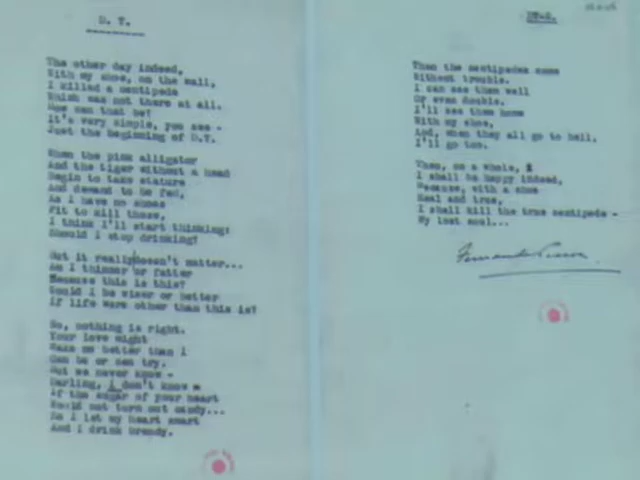 D. T.
The other day indeed,
With my shoe, on the wall,
I killed a centipede
Which was not there at all.
How can that be?
It's very simple, you see -
Just the beginning of D.T.
When the pink alligator
And the tiger without a head
Begin to take stature
And demand to be fed,
As I have no shoes
Fit to kill those,
I think I'll start thinking:
Should I stop drinking?
But it really doesn't matter...
Am I thinner or fatter
Because this is this?
Would I be wiser or better
If life were other than this is?
No, nothing is right.
Your love might
Make me better than I
Can be or can try.
But we never know -
Darling, I don't know -
If the sugar of your heart
Would not turn out candy...
So I let my heart smart
And I drink brandy.
DT-2.
Then the centipedes come
Without trouble.
I can see them well
Or even double.
I'll see them home
With my shoe,
And, when they all go to hell,
I'll go too.
Then, on a whole,
I shall be happy indeed,
Because, with a shoe
Real and true,
I shall kill the true centipede -
My lost soul...
Fernando Pessoa